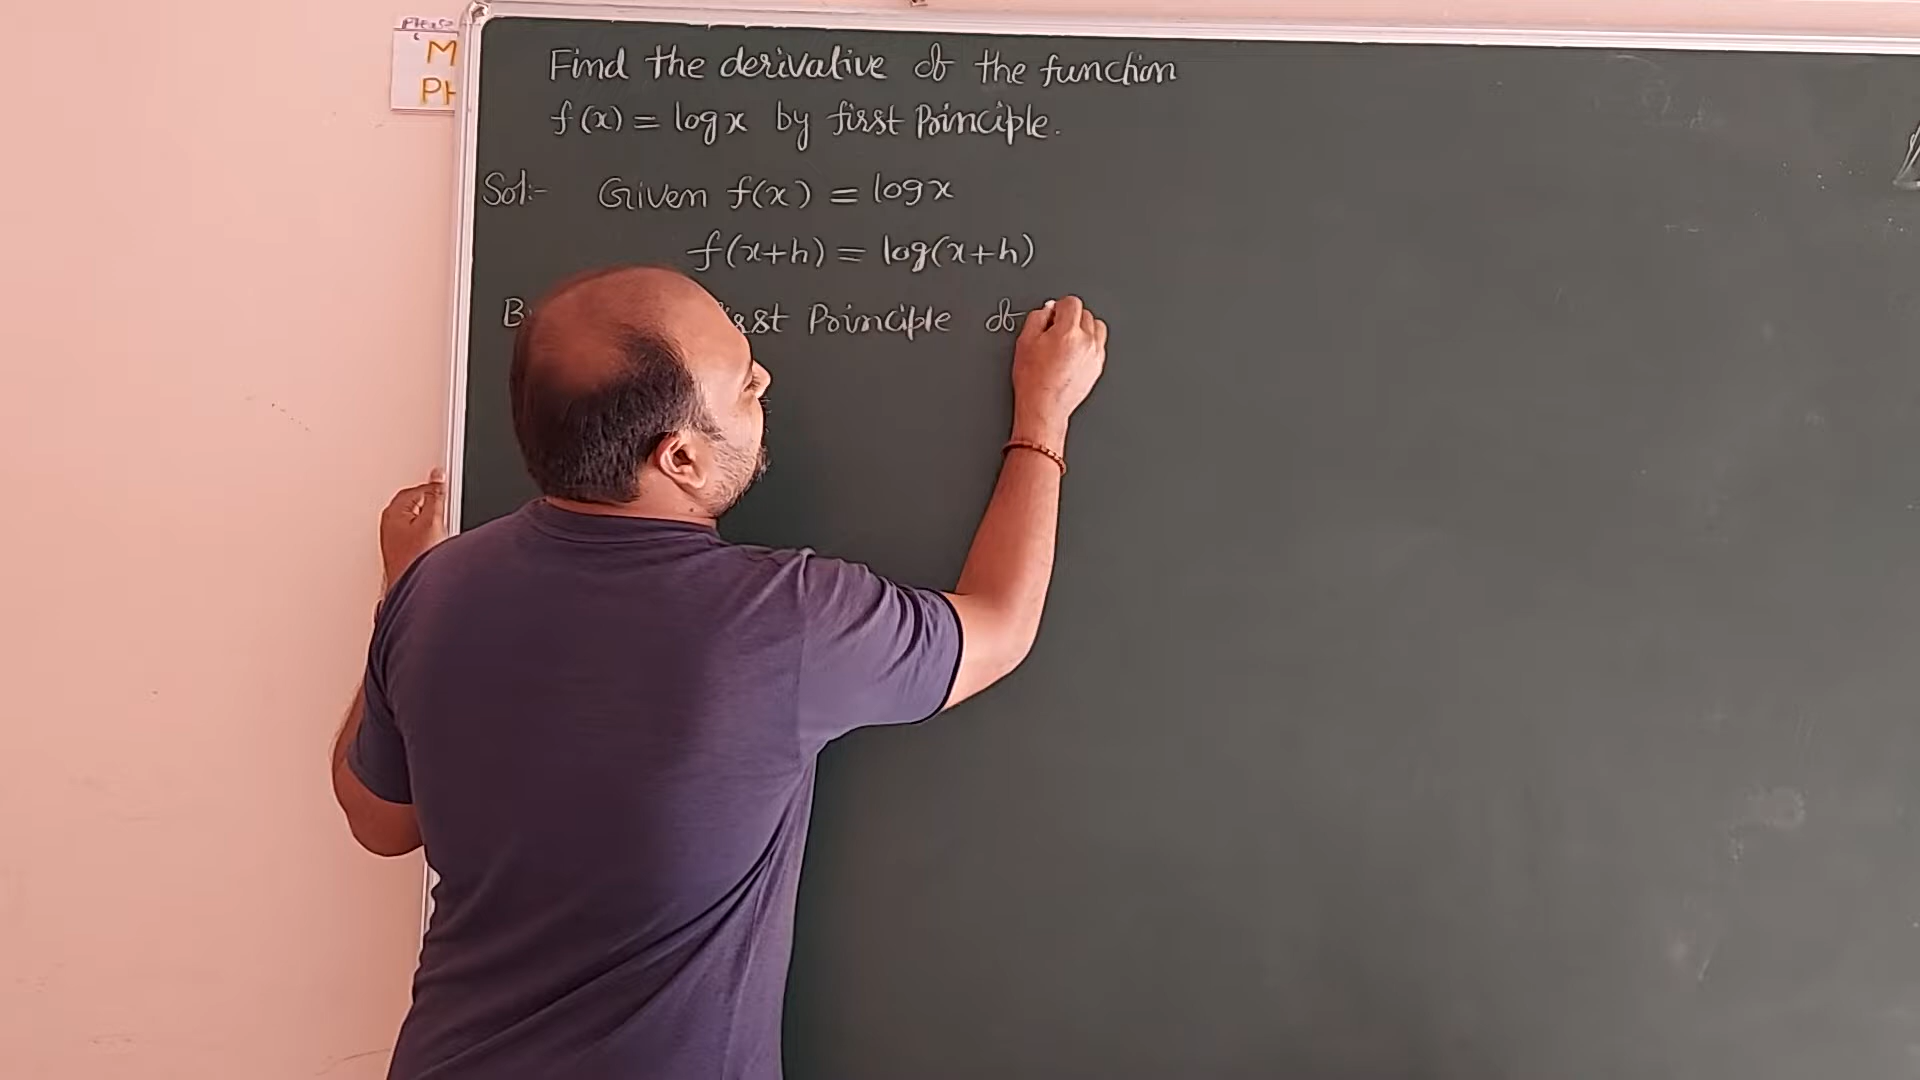 Find the derivative of the function
f(x) = log x by first Principle.
Sol:- Given f(x) = log x
f(x+h) = log(x+h)
Principle of